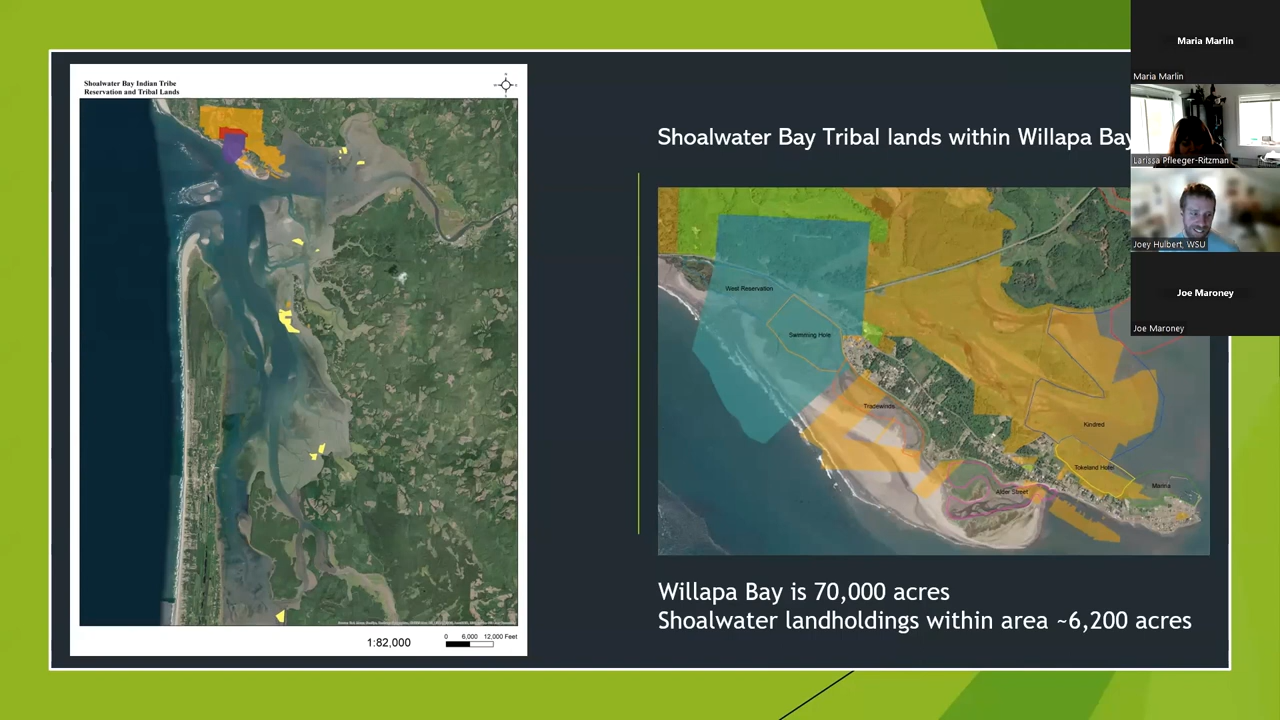 Shoalwater Bay Indian Tribe
Reservation and Tribal Lands
1:82,000
0 6,000 12,000 Feet
Shoalwater Bay Tribal lands within Willapa Bay
West Reservation
Swimming Hole
Tradewinds
Kindred
Tokeland Hotel
Marina
Alder Street
Willapa Bay is 70,000 acres
Shoalwater landholdings within area ~6,200 acres
Maria Marlin
Maria Marlin
Larissa Pfleeger-Ritzman
Joey Hulbert, WSU
Joe Maroney
Joe Maroney